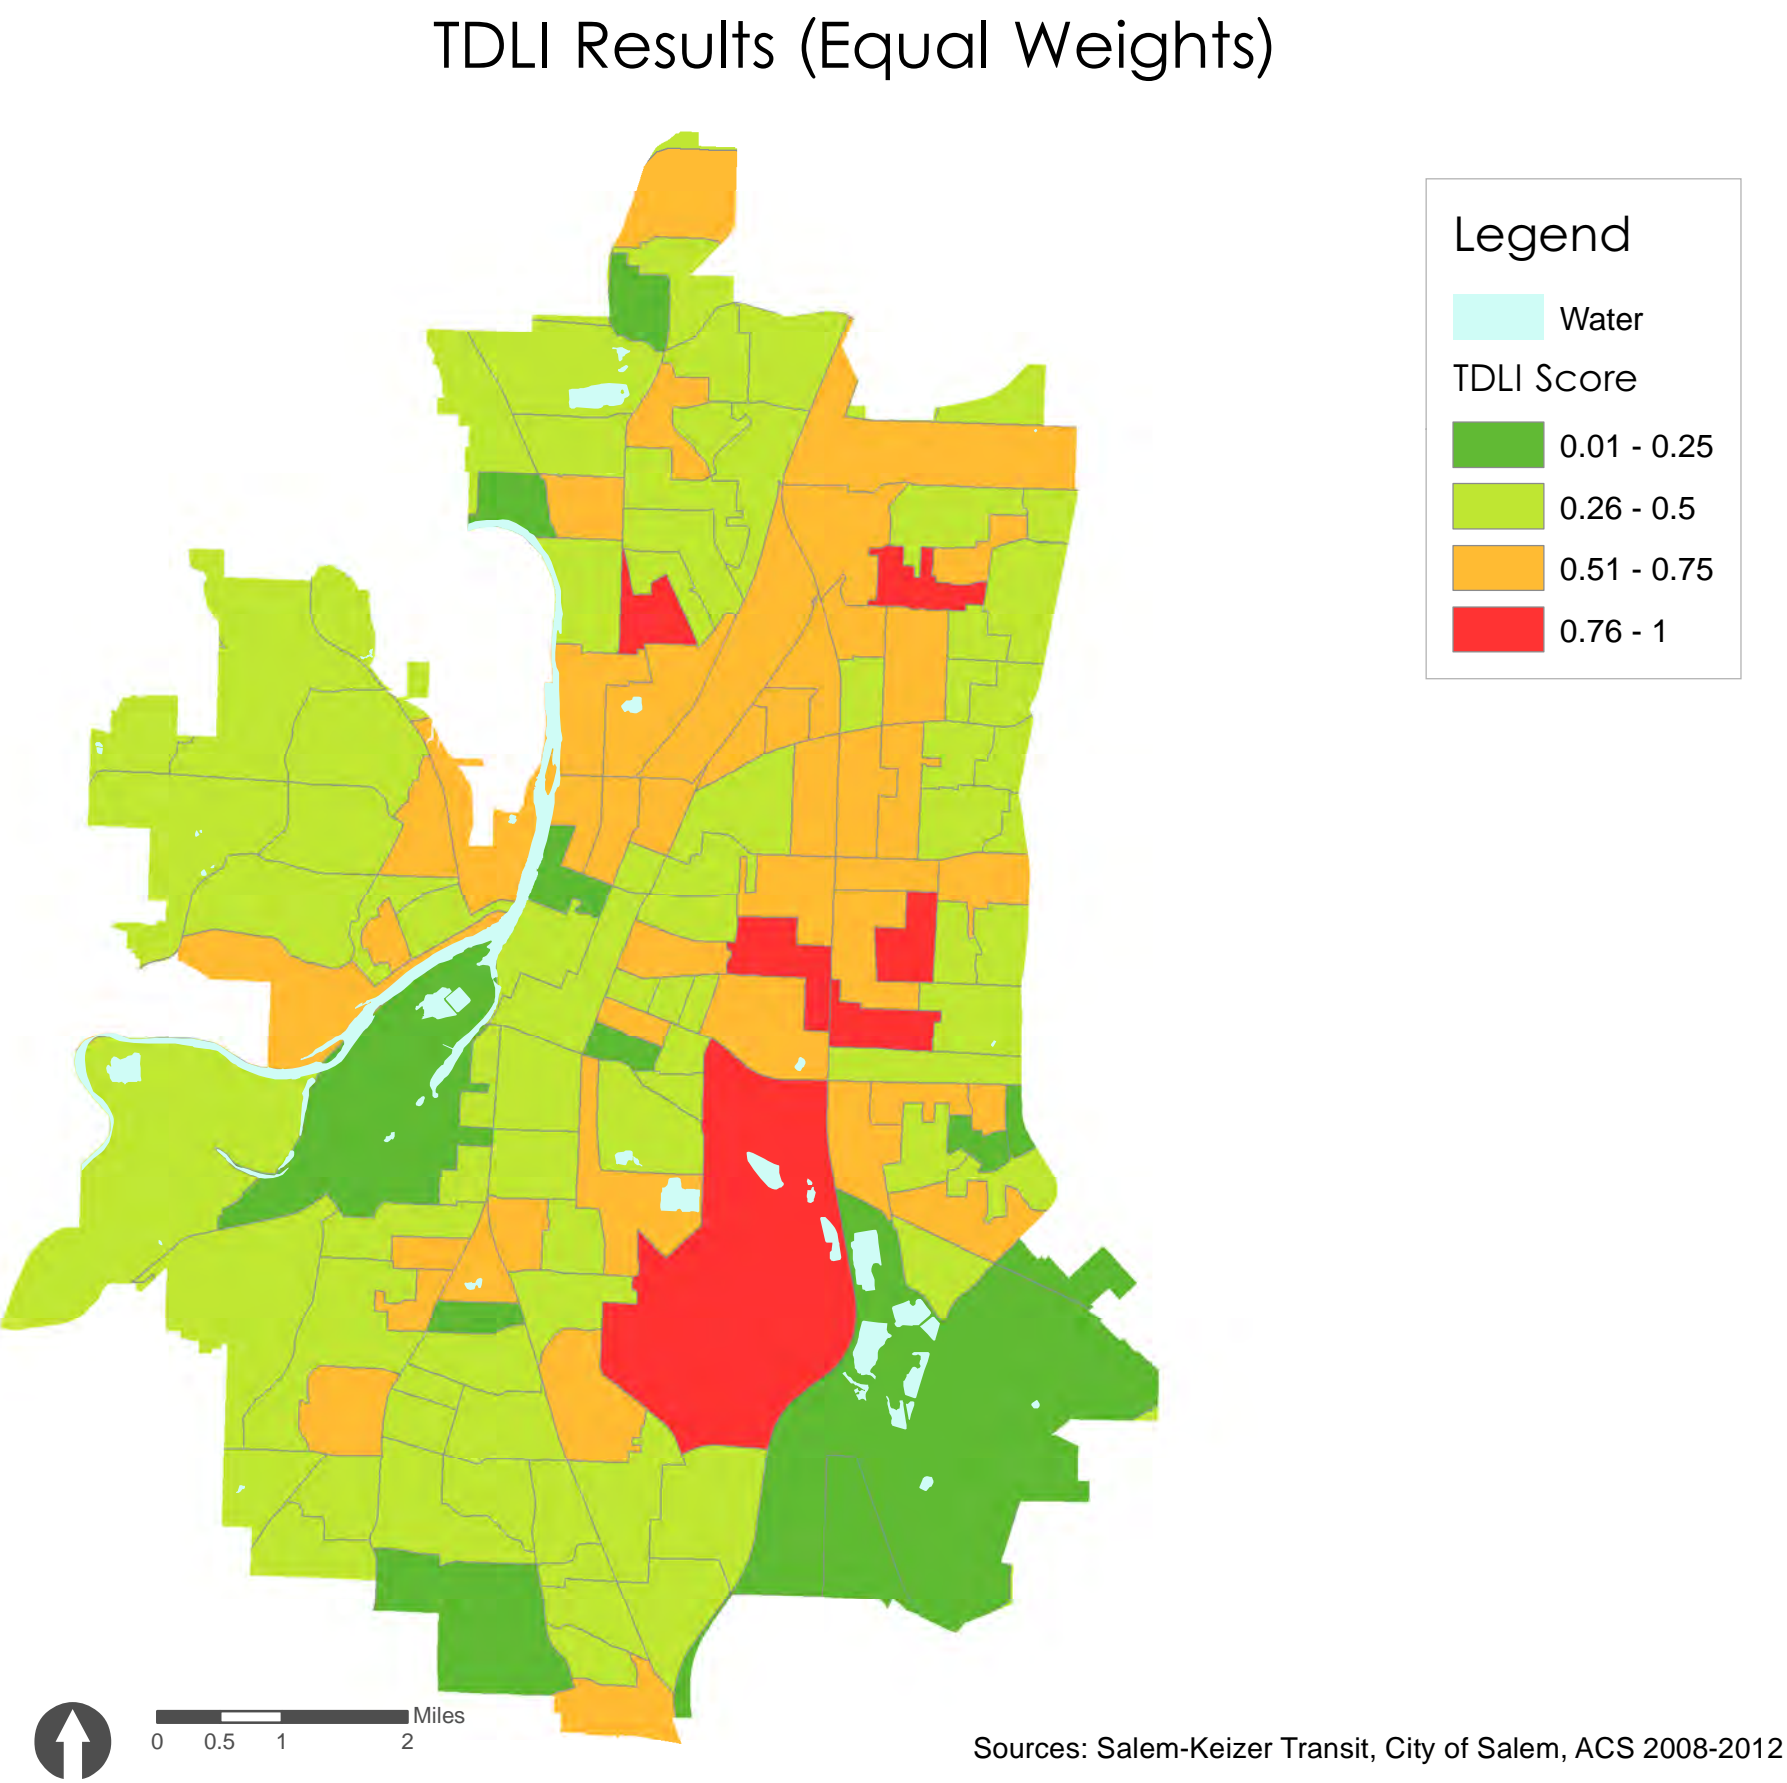 TDLI Results (Equal Weights)
Legend
Water
TDLI Score
0.01 - 0.25
0.26 - 0.5
0.51 - 0.75
0.76 - 1
Miles
0 0.5 1 2
Sources: Salem-Keizer Transit, City of Salem, ACS 2008-2012